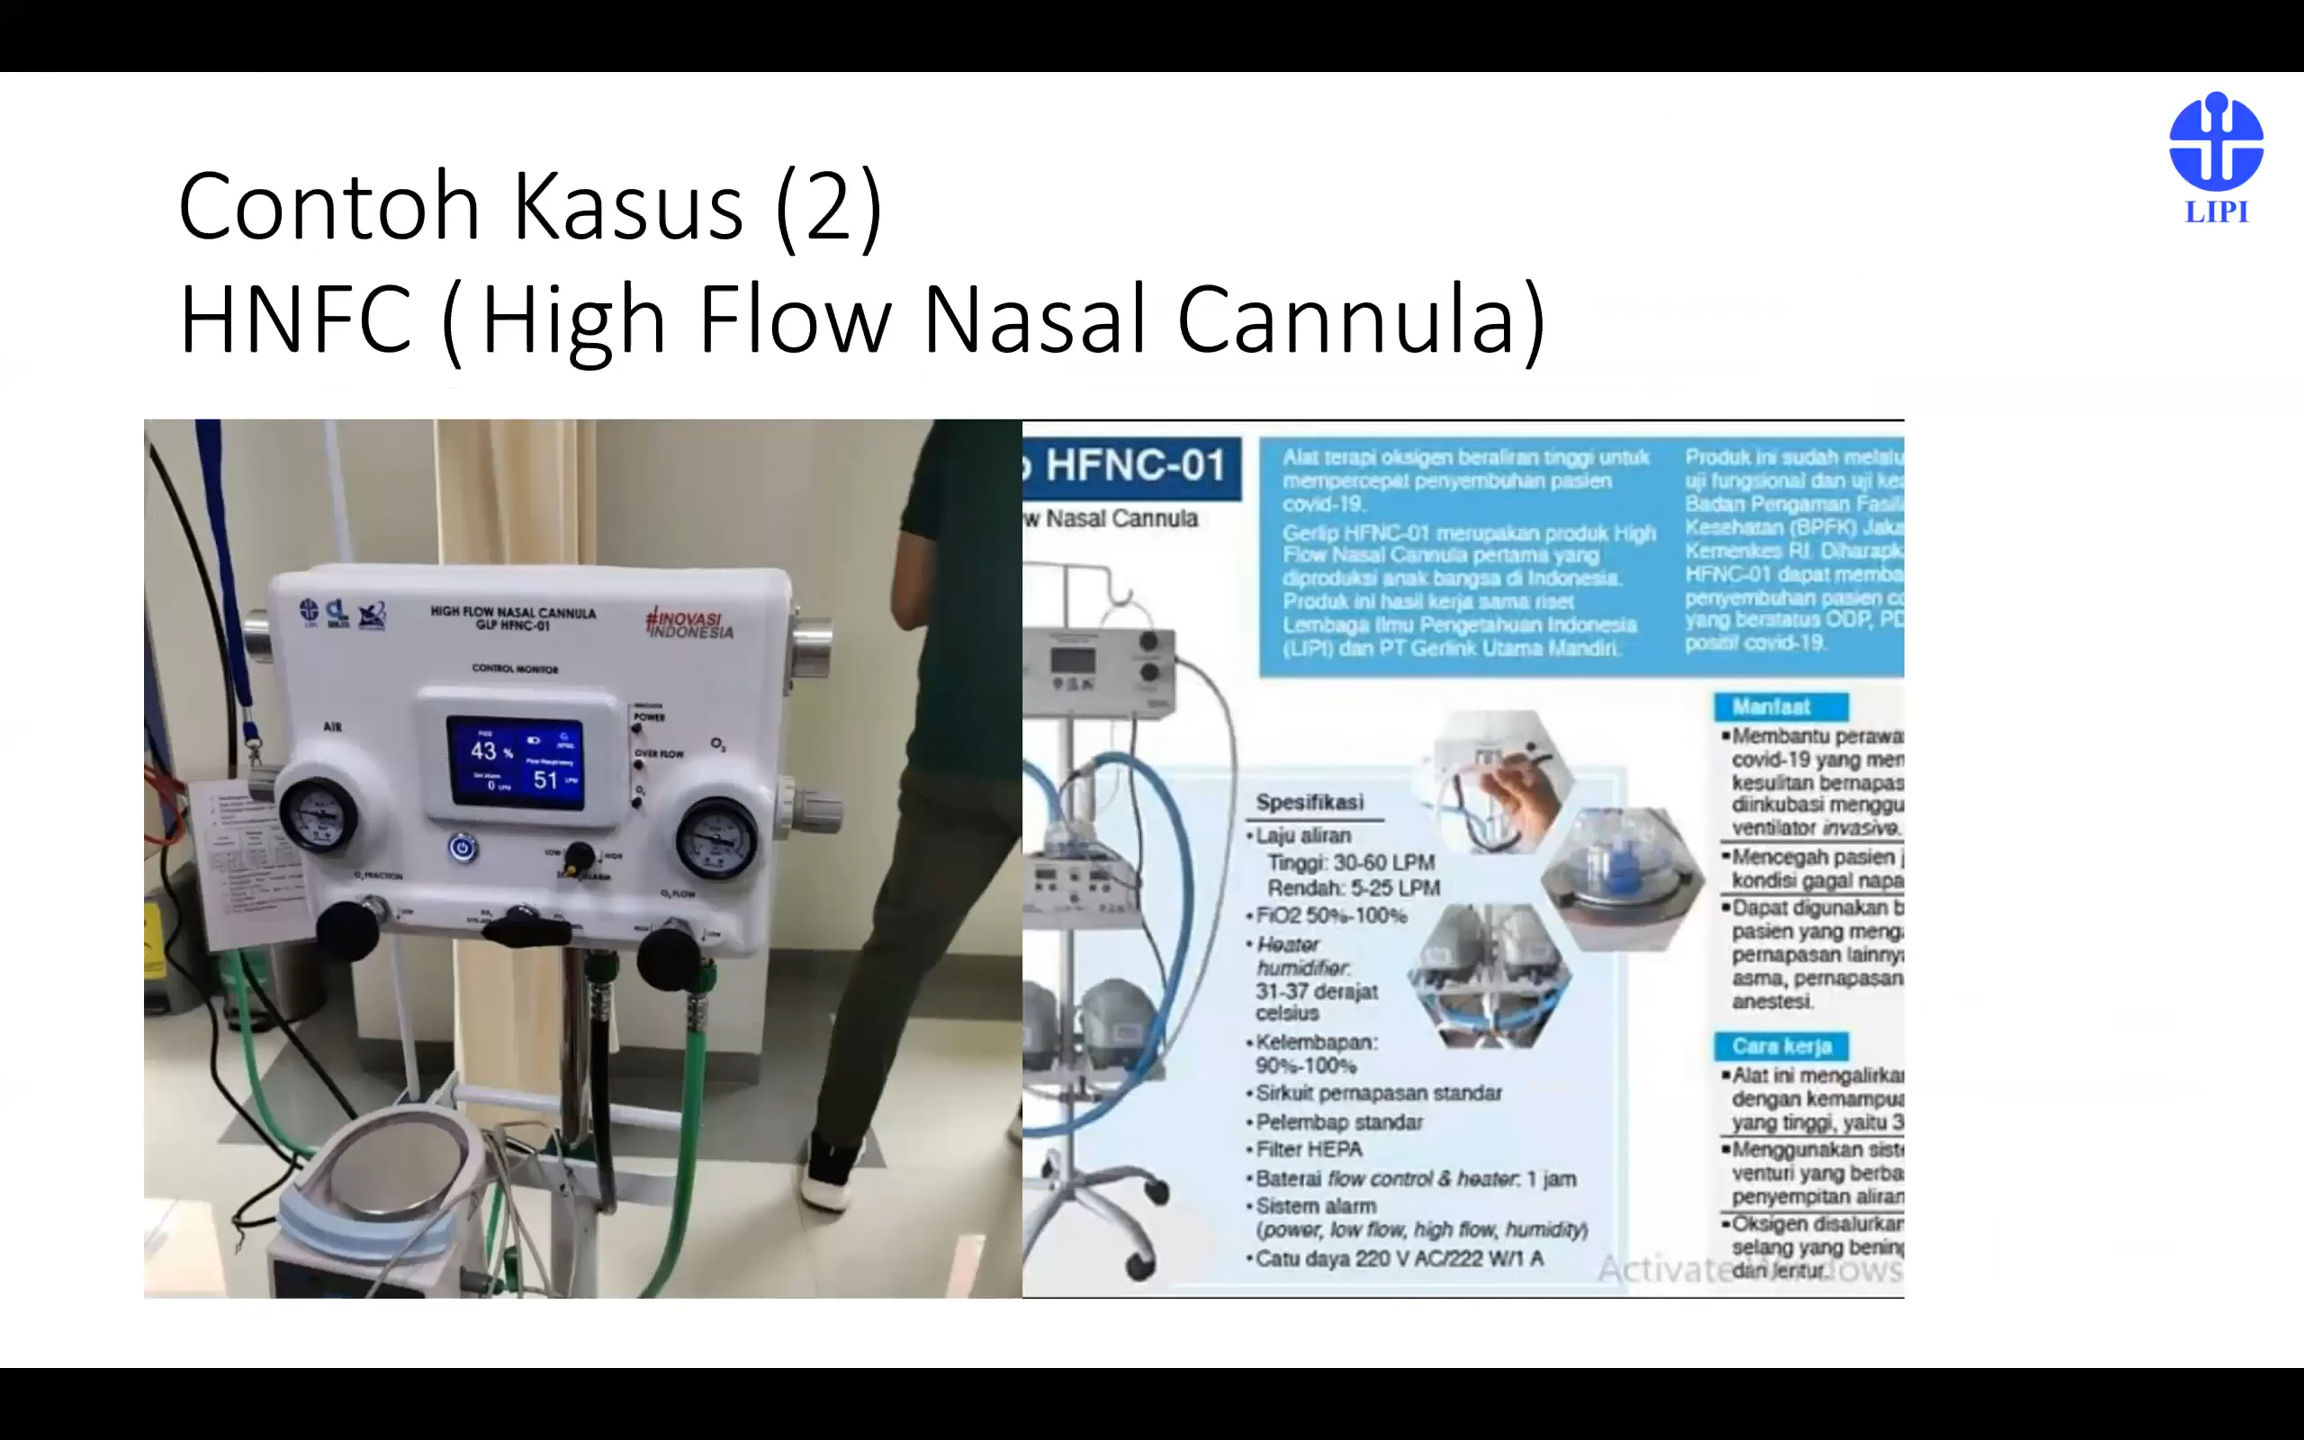 Contoh Kasus (2)
HNFC (High Flow Nasal Cannula)
LIPI
HIGH FLOW NASAL CANNULA
GLP HFNC-01
#INOVASI
INDONESIA
CONTROL MONITOR
AIR
43 %
0 LPM
51 LPM
POWER
OVER FLOW
O₂
O₂
LOW
HIGH
ALARM
O₂ FRACTION
O₂ FLOW
HFNC-01
w Nasal Cannula
Alat terapi oksigen beraliran tinggi untuk
mempercepat penyembuhan pasien
covid-19.
Gerlip HFNC-01 merupakan produk High
Flow Nasal Cannula pertama yang
diproduksi anak bangsa di Indonesia.
Produk ini hasil kerja sama riset
Lembaga Ilmu Pengetahuan Indonesia
(LIPI) dan PT Gerlink Utama Mandiri.
Produk ini sudah melalu
uji fungsional dan uji kea
Badan Pengaman Fasili
Kesehatan (BPFK) Jaka
Kemenkes RI. Diharapk
HFNC-01 dapat memba
penyembuhan pasien co
yang berstatus ODP, PD
positif covid-19.
Spesifikasi
• Laju aliran
Tinggi: 30-60 LPM
Rendah: 5-25 LPM
• FiO2 50%-100%
• Heater
humidifier:
31-37 derajat
celsius
• Kelembapan:
90%-100%
• Sirkuit pernapasan standar
• Pelembap standar
• Filter HEPA
• Baterai flow control & heater: 1 jam
• Sistem alarm
(power, low flow, high flow, humidity)
• Catu daya 220 V AC/222 W/1 A
Manfaat
▪ Membantu perawa
covid-19 yang men
kesulitan bernapas
diinkubasi menggu
ventilator invasive.
▪ Mencegah pasien j
kondisi gagal napa
▪ Dapat digunakan b
pasien yang menga
pernapasan lainnya
asma, pernapasan
anestesi.
Cara kerja
▪ Alat ini mengalirkan
dengan kemampua
yang tinggi, yaitu 3
▪ Menggunakan siste
venturi yang berba
penyempitan aliran
▪ Oksigen disalurkan
selang yang bening
dan lentur.
Activate Windows